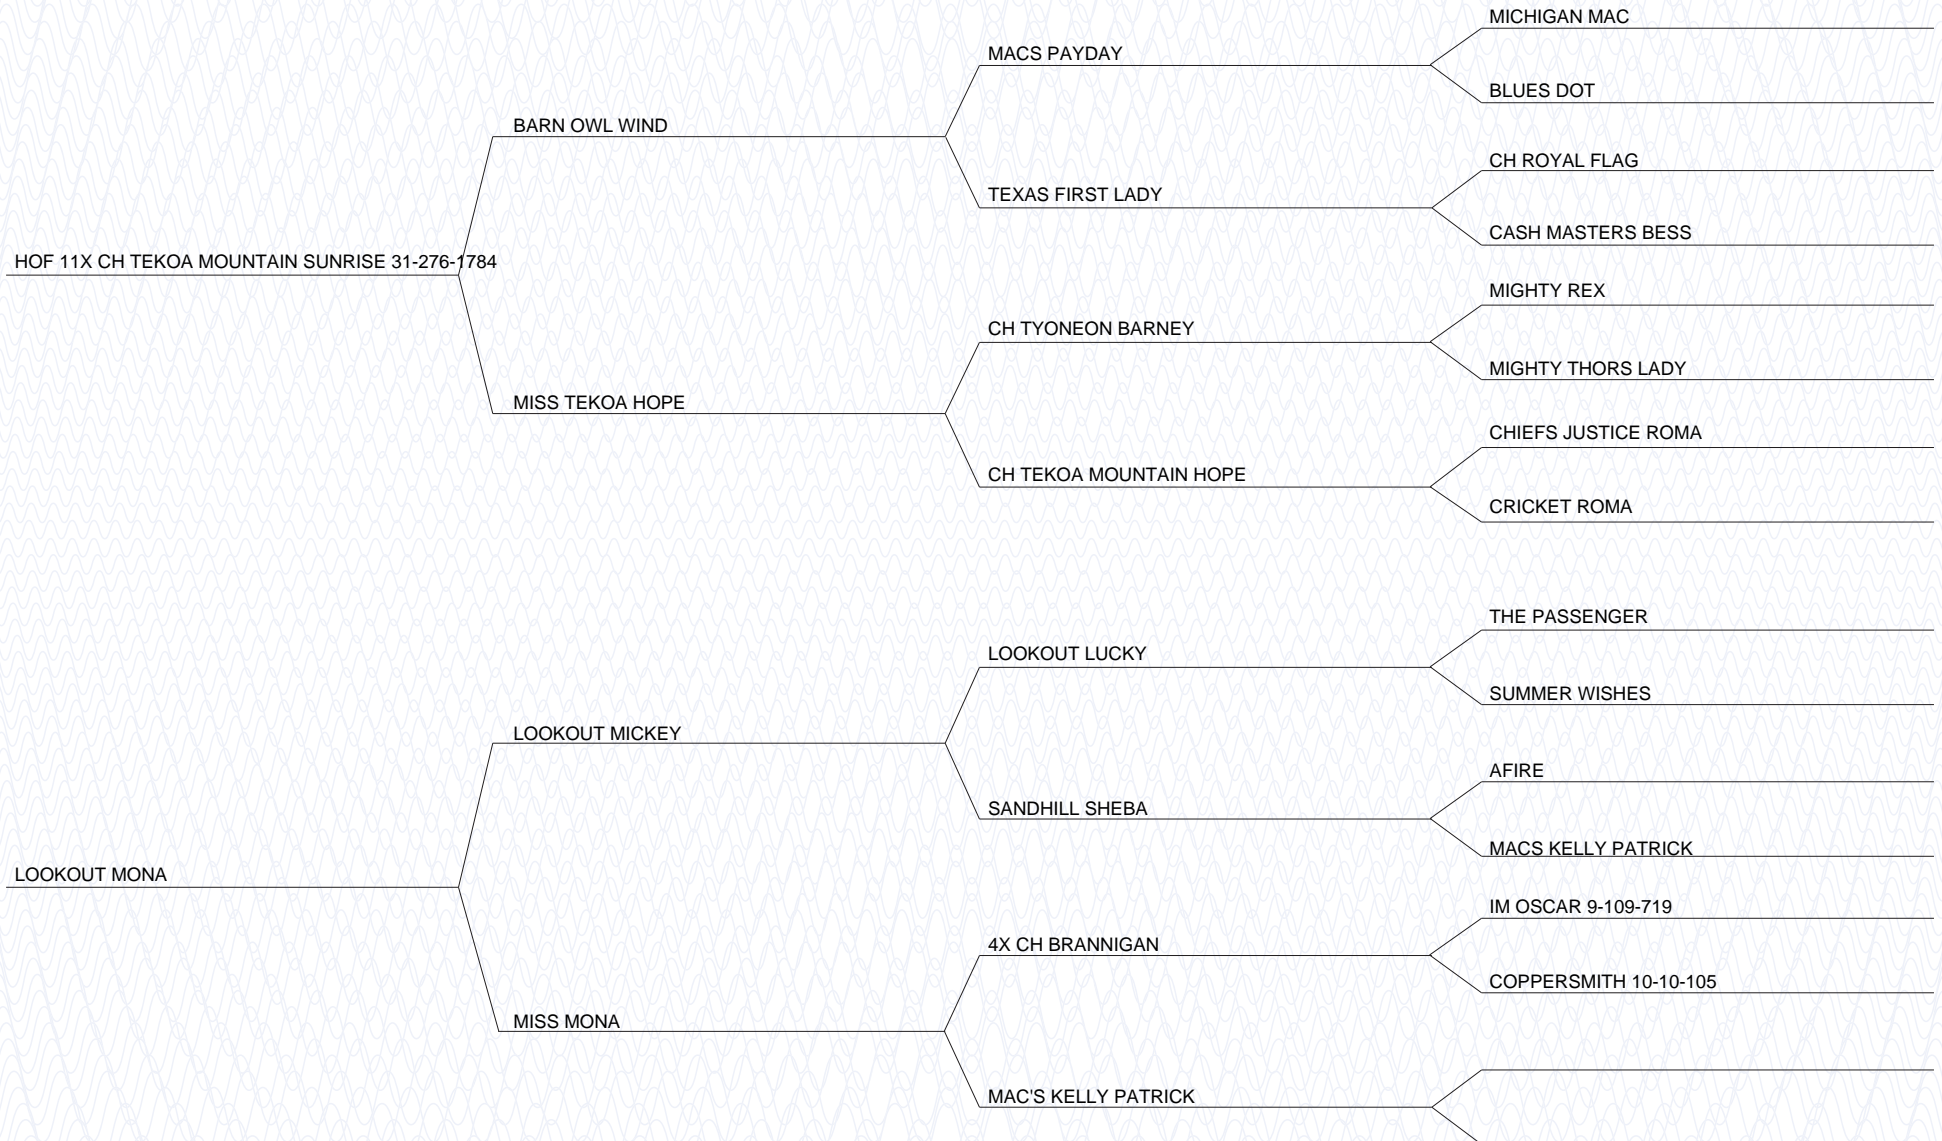 MICHIGAN MAC
MACS PAYDAY
BLUES DOT
BARN OWL WIND
CH ROYAL FLAG
TEXAS FIRST LADY
CASH MASTERS BESS
HOF 11X CH TEKOA MOUNTAIN SUNRISE 31-276-1784
MIGHTY REX
CH TYONEON BARNEY
MIGHTY THORS LADY
MISS TEKOA HOPE
CHIEFS JUSTICE ROMA
CH TEKOA MOUNTAIN HOPE
CRICKET ROMA
THE PASSENGER
LOOKOUT LUCKY
SUMMER WISHES
LOOKOUT MICKEY
AFIRE
SANDHILL SHEBA
MACS KELLY PATRICK
LOOKOUT MONA
IM OSCAR 9-109-719
4X CH BRANNIGAN
COPPERSMITH 10-10-105
MISS MONA
MAC'S KELLY PATRICK